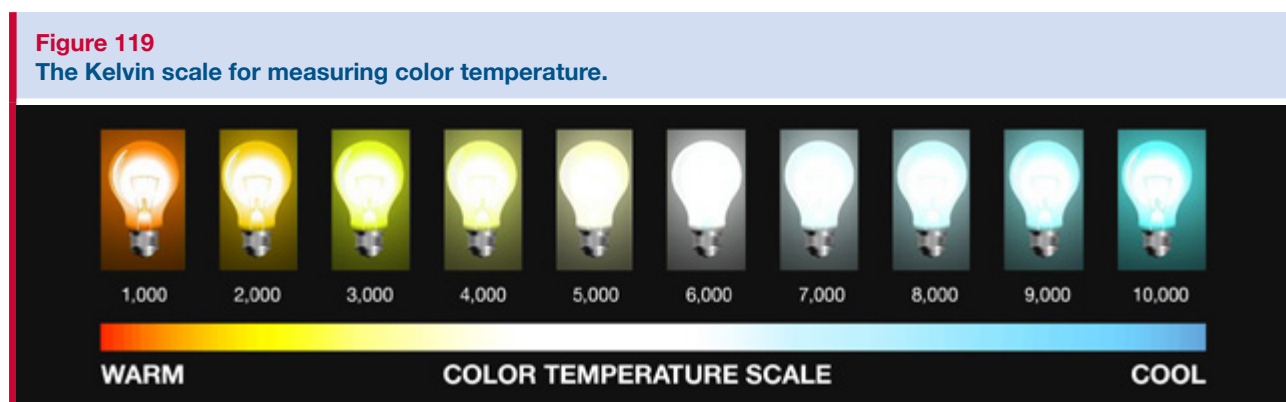 Figure 119
The Kelvin scale for measuring color temperature.
1,000 2,000 3,000 4,000 5,000 6,000 7,000 8,000 9,000 10,000
WARM COLOR TEMPERATURE SCALE COOL